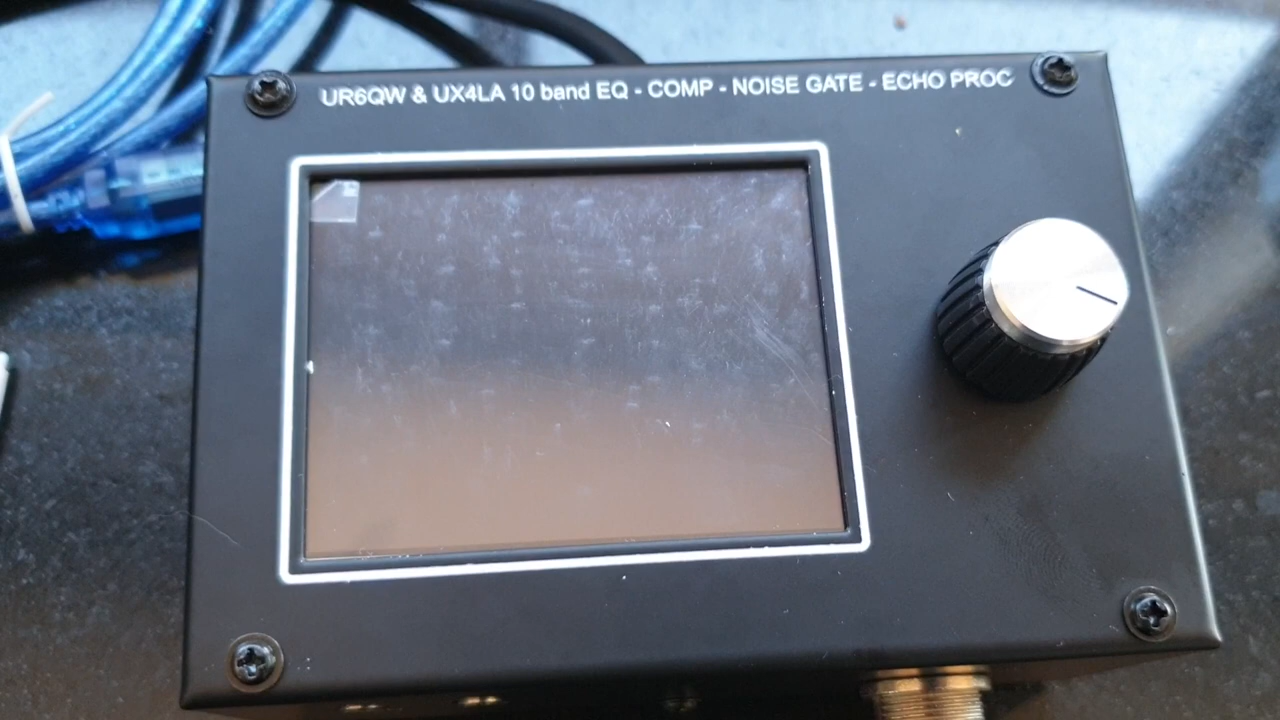 UR6QW & UX4LA 10 band EQ - COMP - NOISE GATE - ECHO PROC